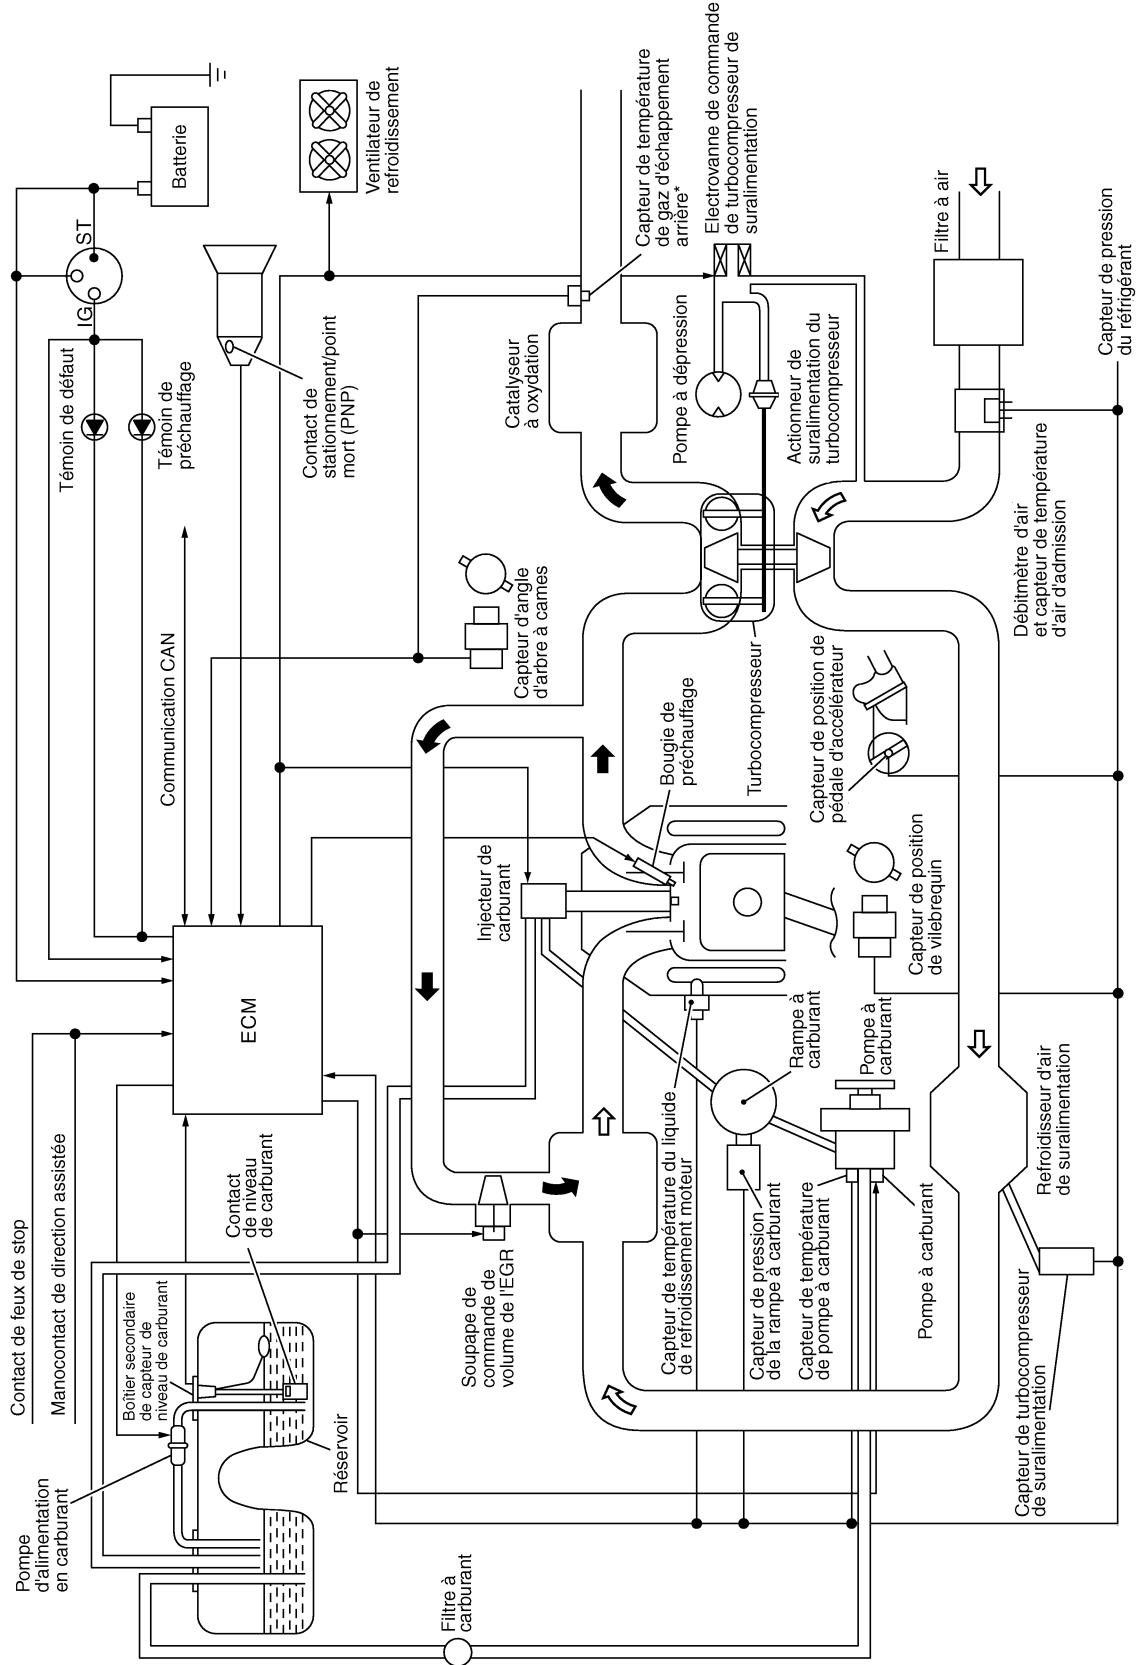 Contact de feux de stop
Manocontact de direction assistée
Boîtier secondaire
de capteur de
niveau de carburant
Pompe
d'alimentation
en carburant
Contact
de niveau
de carburant
Réservoir
Filtre à
carburant
ECM
Communication CAN
Témoin de défaut
Témoin de
préchauffage
IG
ST
Batterie
Contact de
stationnement/point
mort (PNP)
Ventilateur de
refroidissement
Soupape de
commande de
volume de l'EGR
Injecteur de
carburant
Capteur d'angle
d'arbre à cames
Catalyseur
à oxydation
Capteur de température
de gaz d'échappement
arrière*
Electrovanne de commande
de turbocompresseur de
suralimentation
Pompe à dépression
Actionneur de
suralimentation du
turbocompresseur
Bougie de
préchauffage
Turbocompresseur
Capteur de température du liquide
de refroidissement moteur
Capteur de pression
de la rampe à carburant
Capteur de température
de pompe à carburant
Rampe à
carburant
Pompe à
carburant
Pompe à carburant
Capteur de position de
pédale d'accélérateur
Capteur de position
de vilebrequin
Filtre à air
Débitmètre d'air
et capteur de température
d'air d'admission
Capteur de pression
du réfrigérant
Refroidisseur d'air
de suralimentation
Capteur de turbocompresseur
de suralimentation